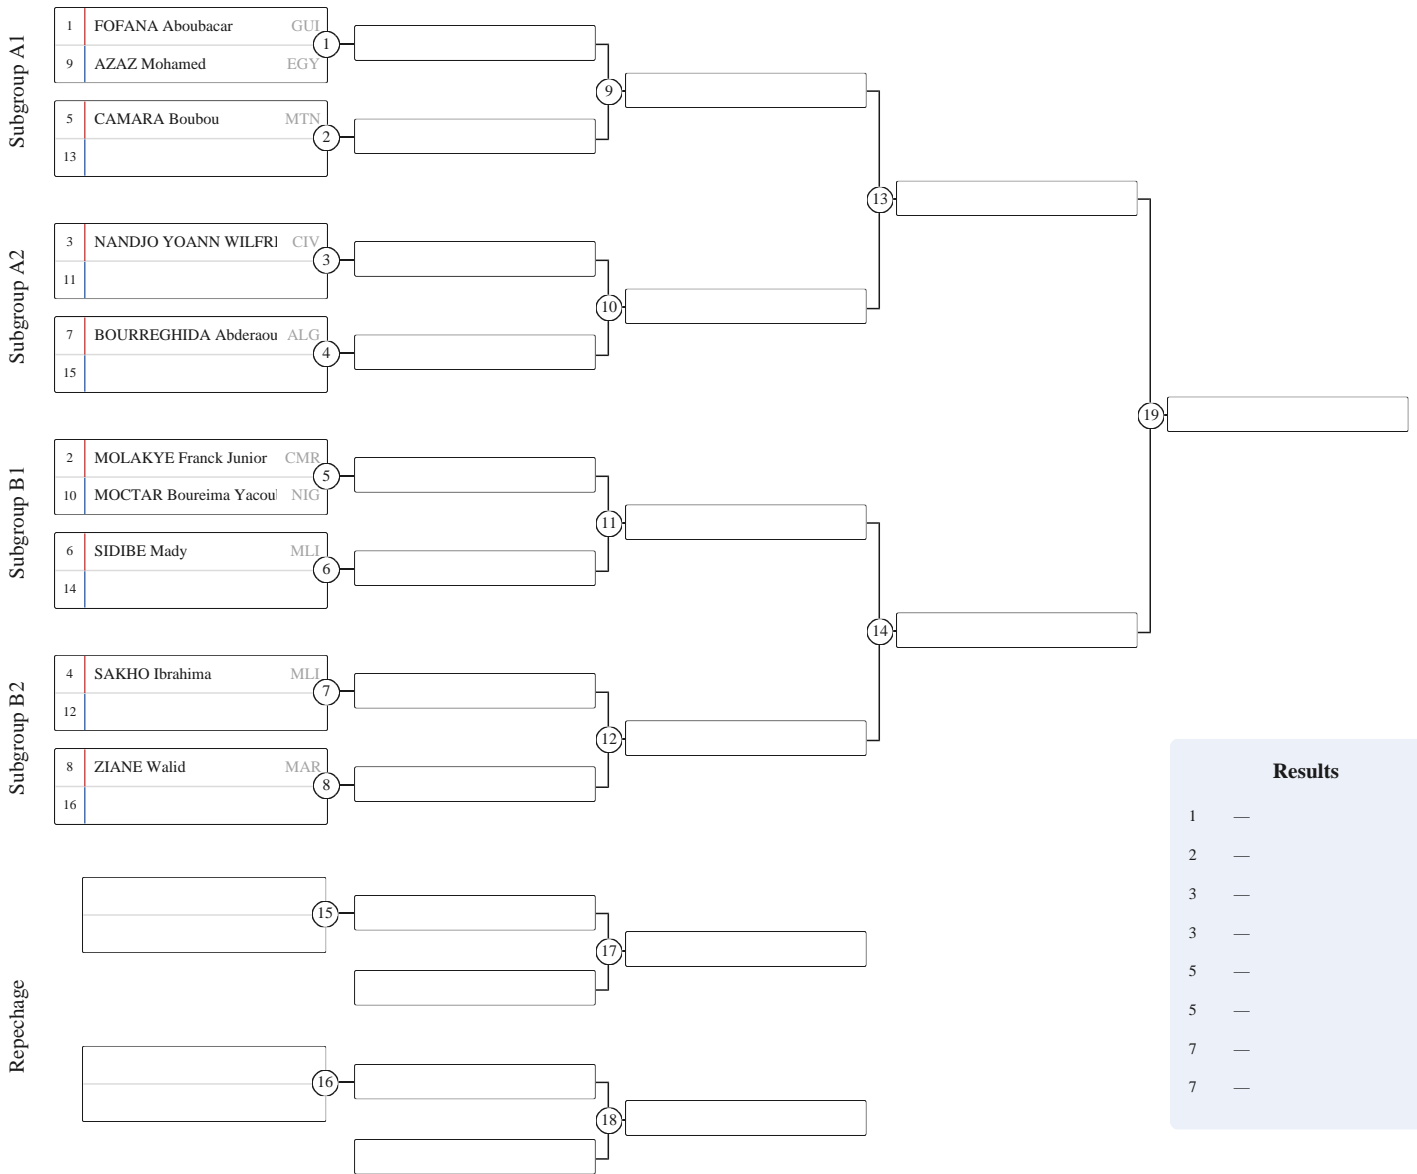 Subgroup A1
1 FOFANA Aboubacar GUI
9 AZAZ Mohamed EGY
1
5 CAMARA Boubou MTN
13
2
9
Subgroup A2
3 NANDJO YOANN WILFRI CIV
11
3
7 BOURREGHIDA Abderaou ALG
15
4
10
13
Subgroup B1
2 MOLAKYE Franck Junior CMR
10 MOCTAR Boureima Yacou NIG
5
6 SIDIBE Mady MLI
14
6
11
Subgroup B2
4 SAKHO Ibrahima MLI
12
7
8 ZIANE Walid MAR
16
8
12
14
19
Repechage
15
17
16
18
Results
1 —
2 —
3 —
3 —
5 —
5 —
7 —
7 —